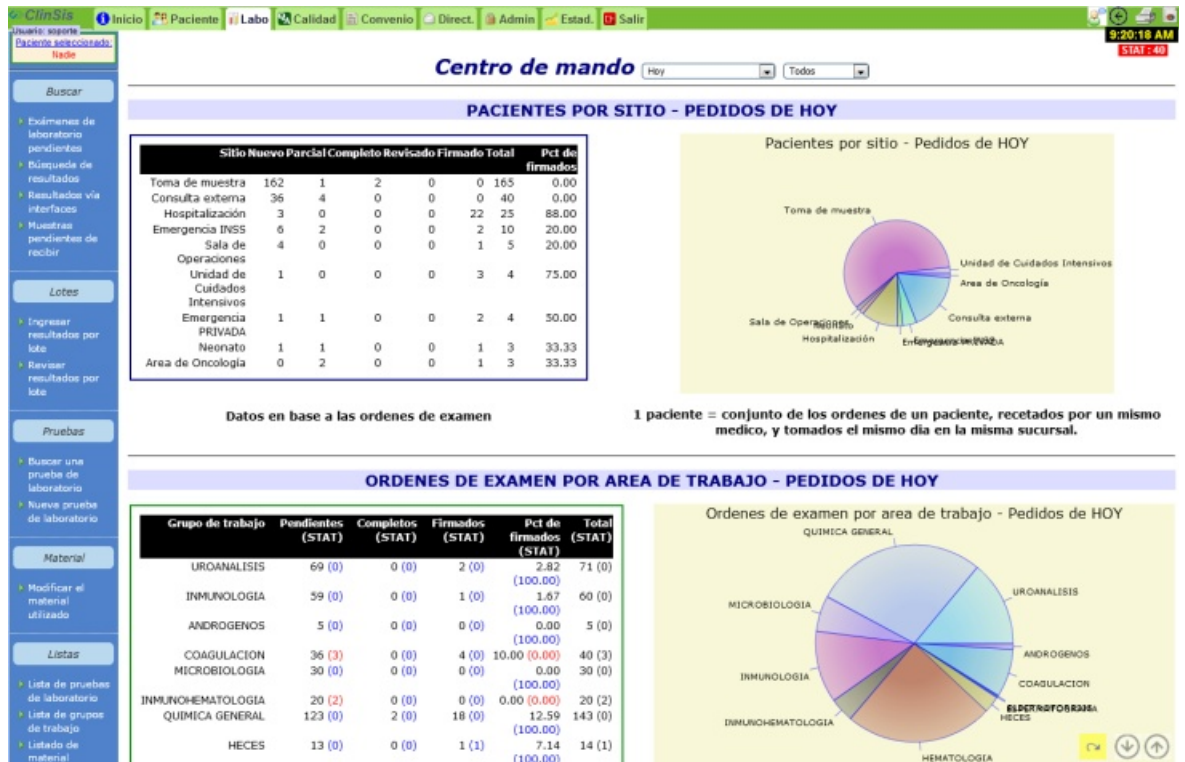 ClinSis
Inicio Paciente Labo Calidad Convenio Direct. Admin Estad. Salir
Usuario: soporte
Paciente seleccionado:
Nadie
9:20:18 AM
STAT : 40
Centro de mando Hoy Todos
Buscar
Exámenes de
laboratorio
pendientes
Búsqueda de
resultados
Resultados vía
interfaces
Muestras
pendientes de
recibir
Lotes
Ingresar
resultados por
lote
Revisar
resultados por
lote
Pruebas
Buscar una
prueba de
laboratorio
Nueva prueba
de laboratorio
Material
Modificar el
material
utilizado
Listas
Lista de pruebas
de laboratorio
Lista de grupos
de trabajo
Listado de
material
PACIENTES POR SITIO - PEDIDOS DE HOY
Sitio Nuevo Parcial Completo Revisado Firmado Total Pct de
firmados
Toma de muestra 162 1 2 0 0 165 0.00
Consulta externa 36 4 0 0 0 40 0.00
Hospitalización 3 0 0 0 22 25 88.00
Emergencia INSS 6 2 0 0 2 10 20.00
Sala de 4 0 0 0 1 5 20.00
Operaciones
Unidad de 1 0 0 0 3 4 75.00
Cuidados
Intensivos
Emergencia 1 1 0 0 2 4 50.00
PRIVADA
Neonato 1 1 0 0 1 3 33.33
Area de Oncología 0 2 0 0 1 3 33.33
Datos en base a las ordenes de examen
Pacientes por sitio - Pedidos de HOY
Toma de muestra
Unidad de Cuidados Intensivos
Area de Oncología
Consulta externa
Sala de Operaciones
Neonato
Hospitalización
Emergencia INSS
Emergencia PRIVADA
1 paciente = conjunto de los ordenes de un paciente, recetados por un mismo
medico, y tomados el mismo dia en la misma sucursal.
ORDENES DE EXAMEN POR AREA DE TRABAJO - PEDIDOS DE HOY
Grupo de trabajo Pendientes Completos Firmados Pct de Total
(STAT) (STAT) (STAT) firmados (STAT)
(STAT)
UROANALISIS 69 (0) 0 (0) 2 (0) 2.82 71 (0)
(100.00)
INMUNOLOGIA 59 (0) 0 (0) 1 (0) 1.67 60 (0)
(100.00)
ANDROGENOS 5 (0) 0 (0) 0 (0) 0.00 5 (0)
(100.00)
COAGULACION 36 (3) 0 (0) 4 (0) 10.00 (0.00) 40 (3)
MICROBIOLOGIA 30 (0) 0 (0) 0 (0) 0.00 30 (0)
(100.00)
INMUNOHEMATOLOGIA 20 (2) 0 (0) 0 (0) 0.00 (0.00) 20 (2)
QUIMICA GENERAL 123 (0) 2 (0) 18 (0) 12.59 143 (0)
(100.00)
HECES 13 (0) 0 (0) 1 (1) 7.14 14 (1)
(100.00)
Ordenes de examen por area de trabajo - Pedidos de HOY
QUIMICA GENERAL
UROANALISIS
MICROBIOLOGIA
ANDROGENOS
INMUNOLOGIA
COAGULACION
HECES
INMUNOHEMATOLOGIA
HEMATOLOGIA